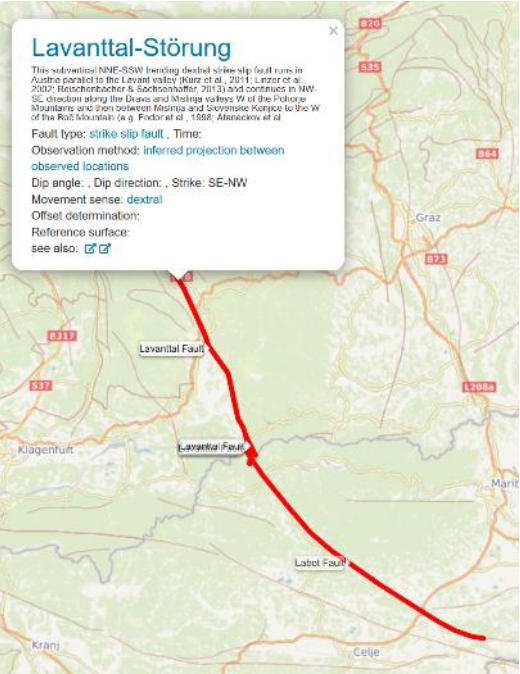 ×
B20
Lavanttal-Störung
This subvertical NNE-SSW trending dextral strike slip fault runs in
Austria parallel to the Lavant valley (Kurz et al., 2011; Linzer et al.,
2002; Reischenbacher & Sachsenhoffer, 2013) and continues in NW-
SE direction along the Drava and Mislinja valleys W of the Pohorje
Mountains and then between Mislinja and Slovenske Konjice to the W
of the Boč Mountain (e.g. Fodor et al., 1998; Atanackov et al.
Fault type: strike slip fault , Time:
Observation method: inferred projection between
observed locations
Dip angle: , Dip direction: , Strike: SE-NW
Movement sense: dextral
Offset determination:
Reference surface:
see also:
S35
B64
Graz
B73
Lavanttal Fault
B317
S37
L208a
Klagenfurt
Lavanttal Fault
Marib
Labot Fault
Kranj
Celje